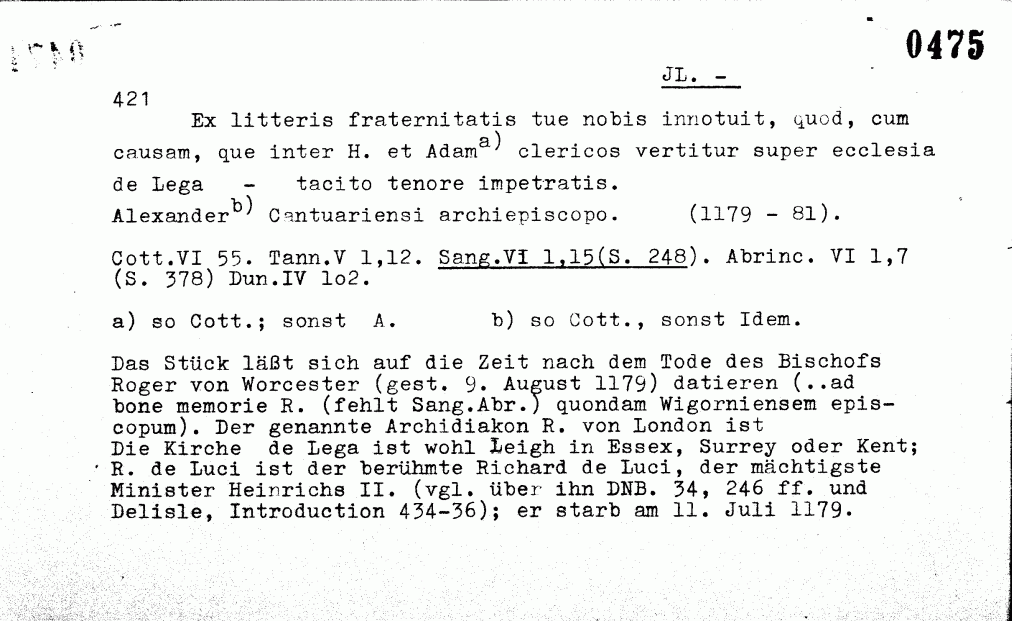 0475
JL. -
421
Ex litteris fraternitatis tue nobis innotuit, quod, cum
causam, que inter H. et Adam a) clericos vertitur super ecclesia
de Lega - tacito tenore impetratis.
Alexander b) Cantuariensi archiepiscopo. (1179 - 81).
Cott.VI 55. Tann.V 1,12. Sang.VI 1,15(S. 248). Abrinc. VI 1,7
(S. 378) Dun.IV 1o2.
a) so Cott.; sonst A. b) so Cott., sonst Idem.
Das Stück läßt sich auf die Zeit nach dem Tode des Bischofs
Roger von Worcester (gest. 9. August 1179) datieren (..ad
bone memorie R. (fehlt Sang.Abr.) quondam Wigorniensem epis-
copum). Der genannte Archidiakon R. von London ist
Die Kirche de Lega ist wohl Leigh in Essex, Surrey oder Kent;
R. de Luci ist der berühmte Richard de Luci, der mächtigste
Minister Heinrichs II. (vgl. über ihn DNB. 34, 246 ff. und
Delisle, Introduction 434-36); er starb am 11. Juli 1179.